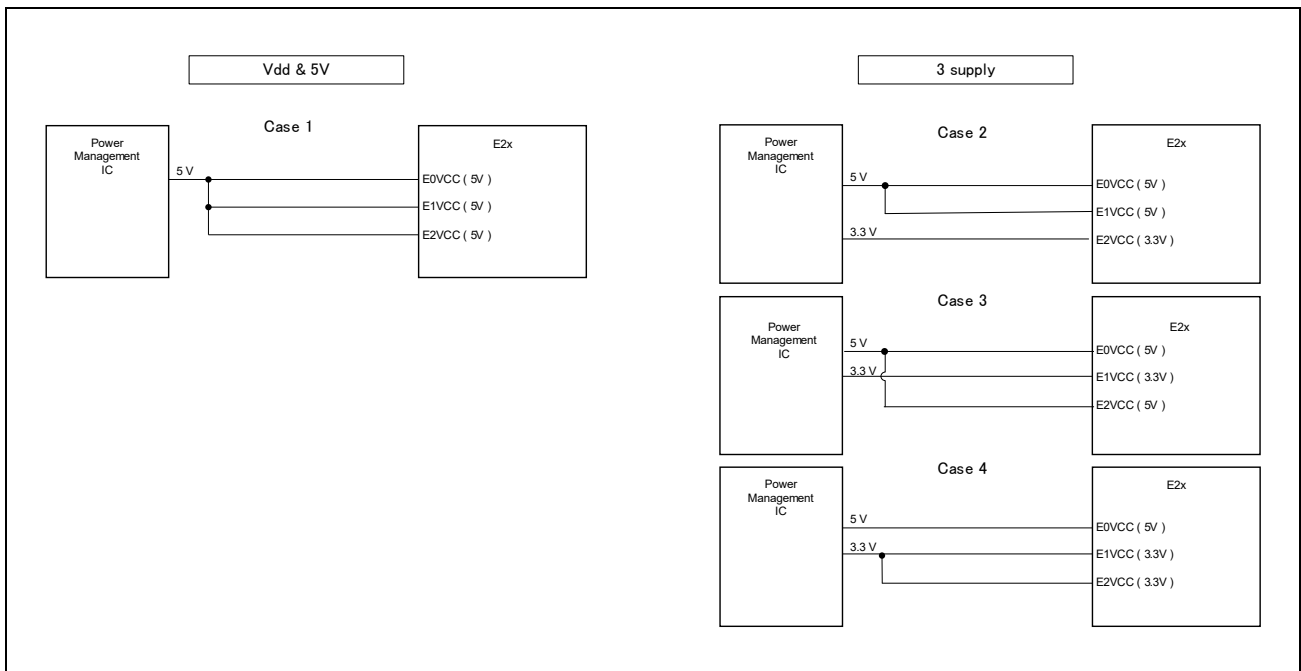 Vdd & 5V
Case 1
Power
Management
IC
5 V
E2x
E0VCC ( 5V )
E1VCC ( 5V )
E2VCC ( 5V )
3 supply
Case 2
Power
Management
IC
5 V
3.3 V
E2x
E0VCC ( 5V )
E1VCC ( 5V )
E2VCC ( 3.3V )
Case 3
Power
Management
IC
5 V
3.3 V
E2x
E0VCC ( 5V )
E1VCC ( 3.3V )
E2VCC ( 5V )
Case 4
Power
Management
IC
5 V
3.3 V
E2x
E0VCC ( 5V )
E1VCC ( 3.3V )
E2VCC ( 3.3V )